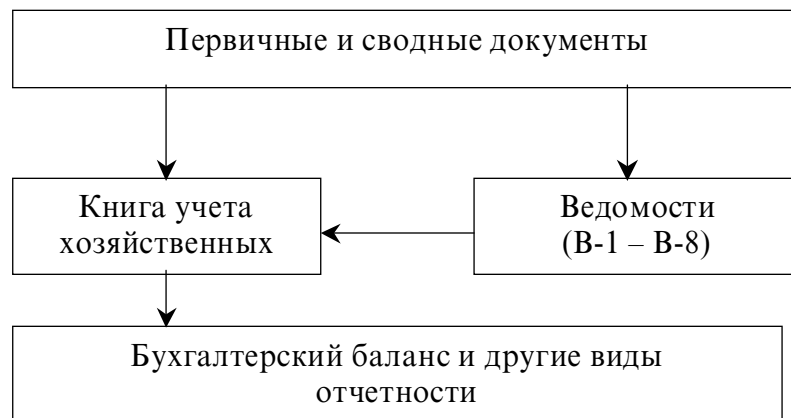 Первичные и сводные документы
Книга учета
хозяйственных
Ведомости
(В-1 – В-8)
Бухгалтерский баланс и другие виды
отчетности